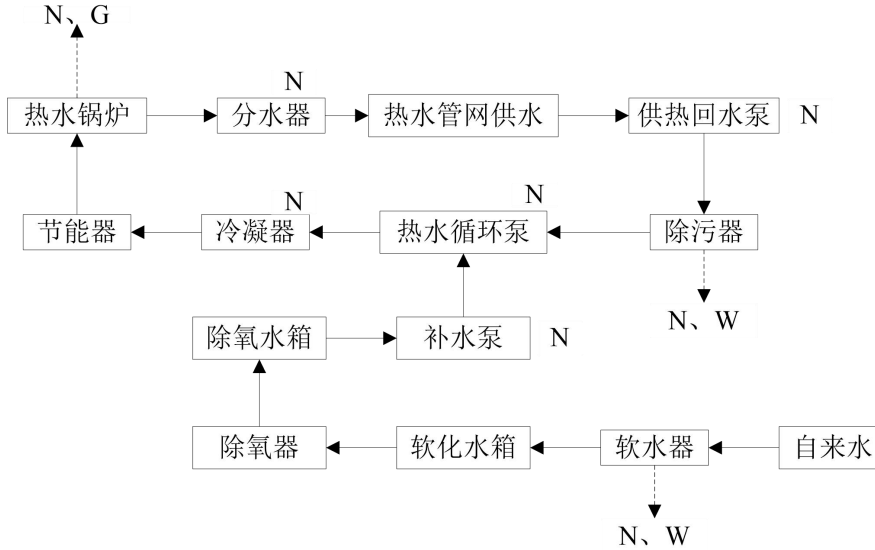 N、G
N
热水锅炉
分水器
热水管网供水
供热回水泵
N
N
N
节能器
冷凝器
热水循环泵
除污器
N、W
除氧水箱
补水泵
N
除氧器
软化水箱
软水器
自来水
N、W